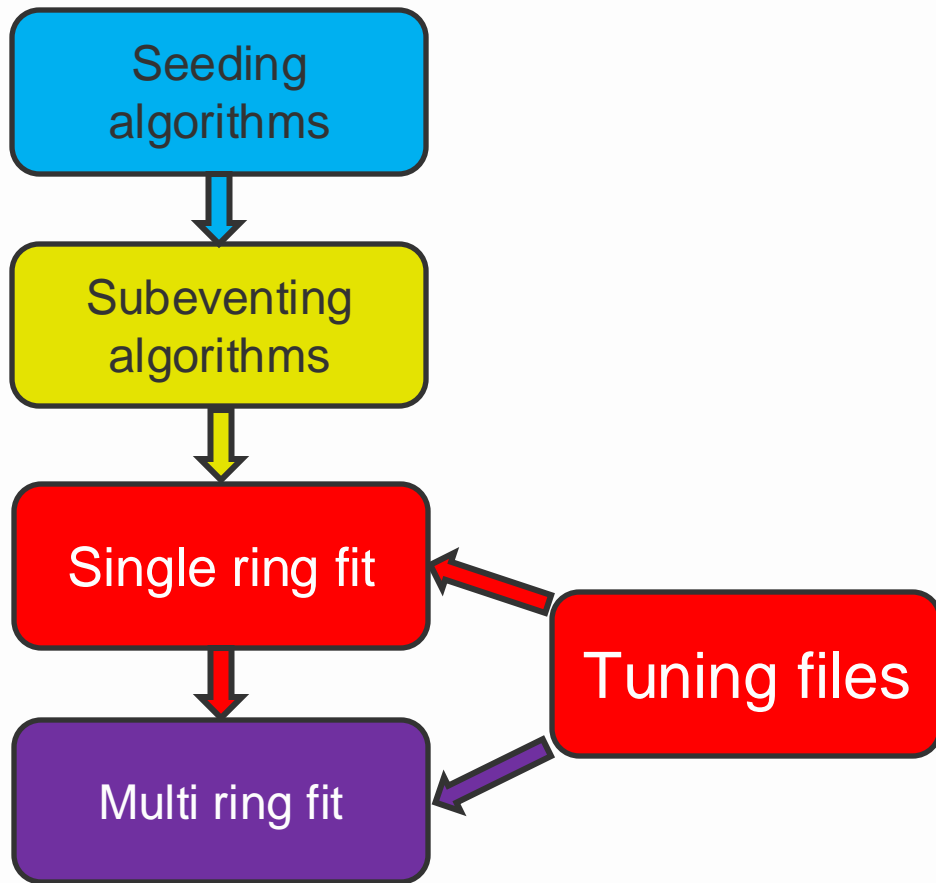 Seeding
algorithms
Subeventing
algorithms
Single ring fit
Tuning files
Multi ring fit